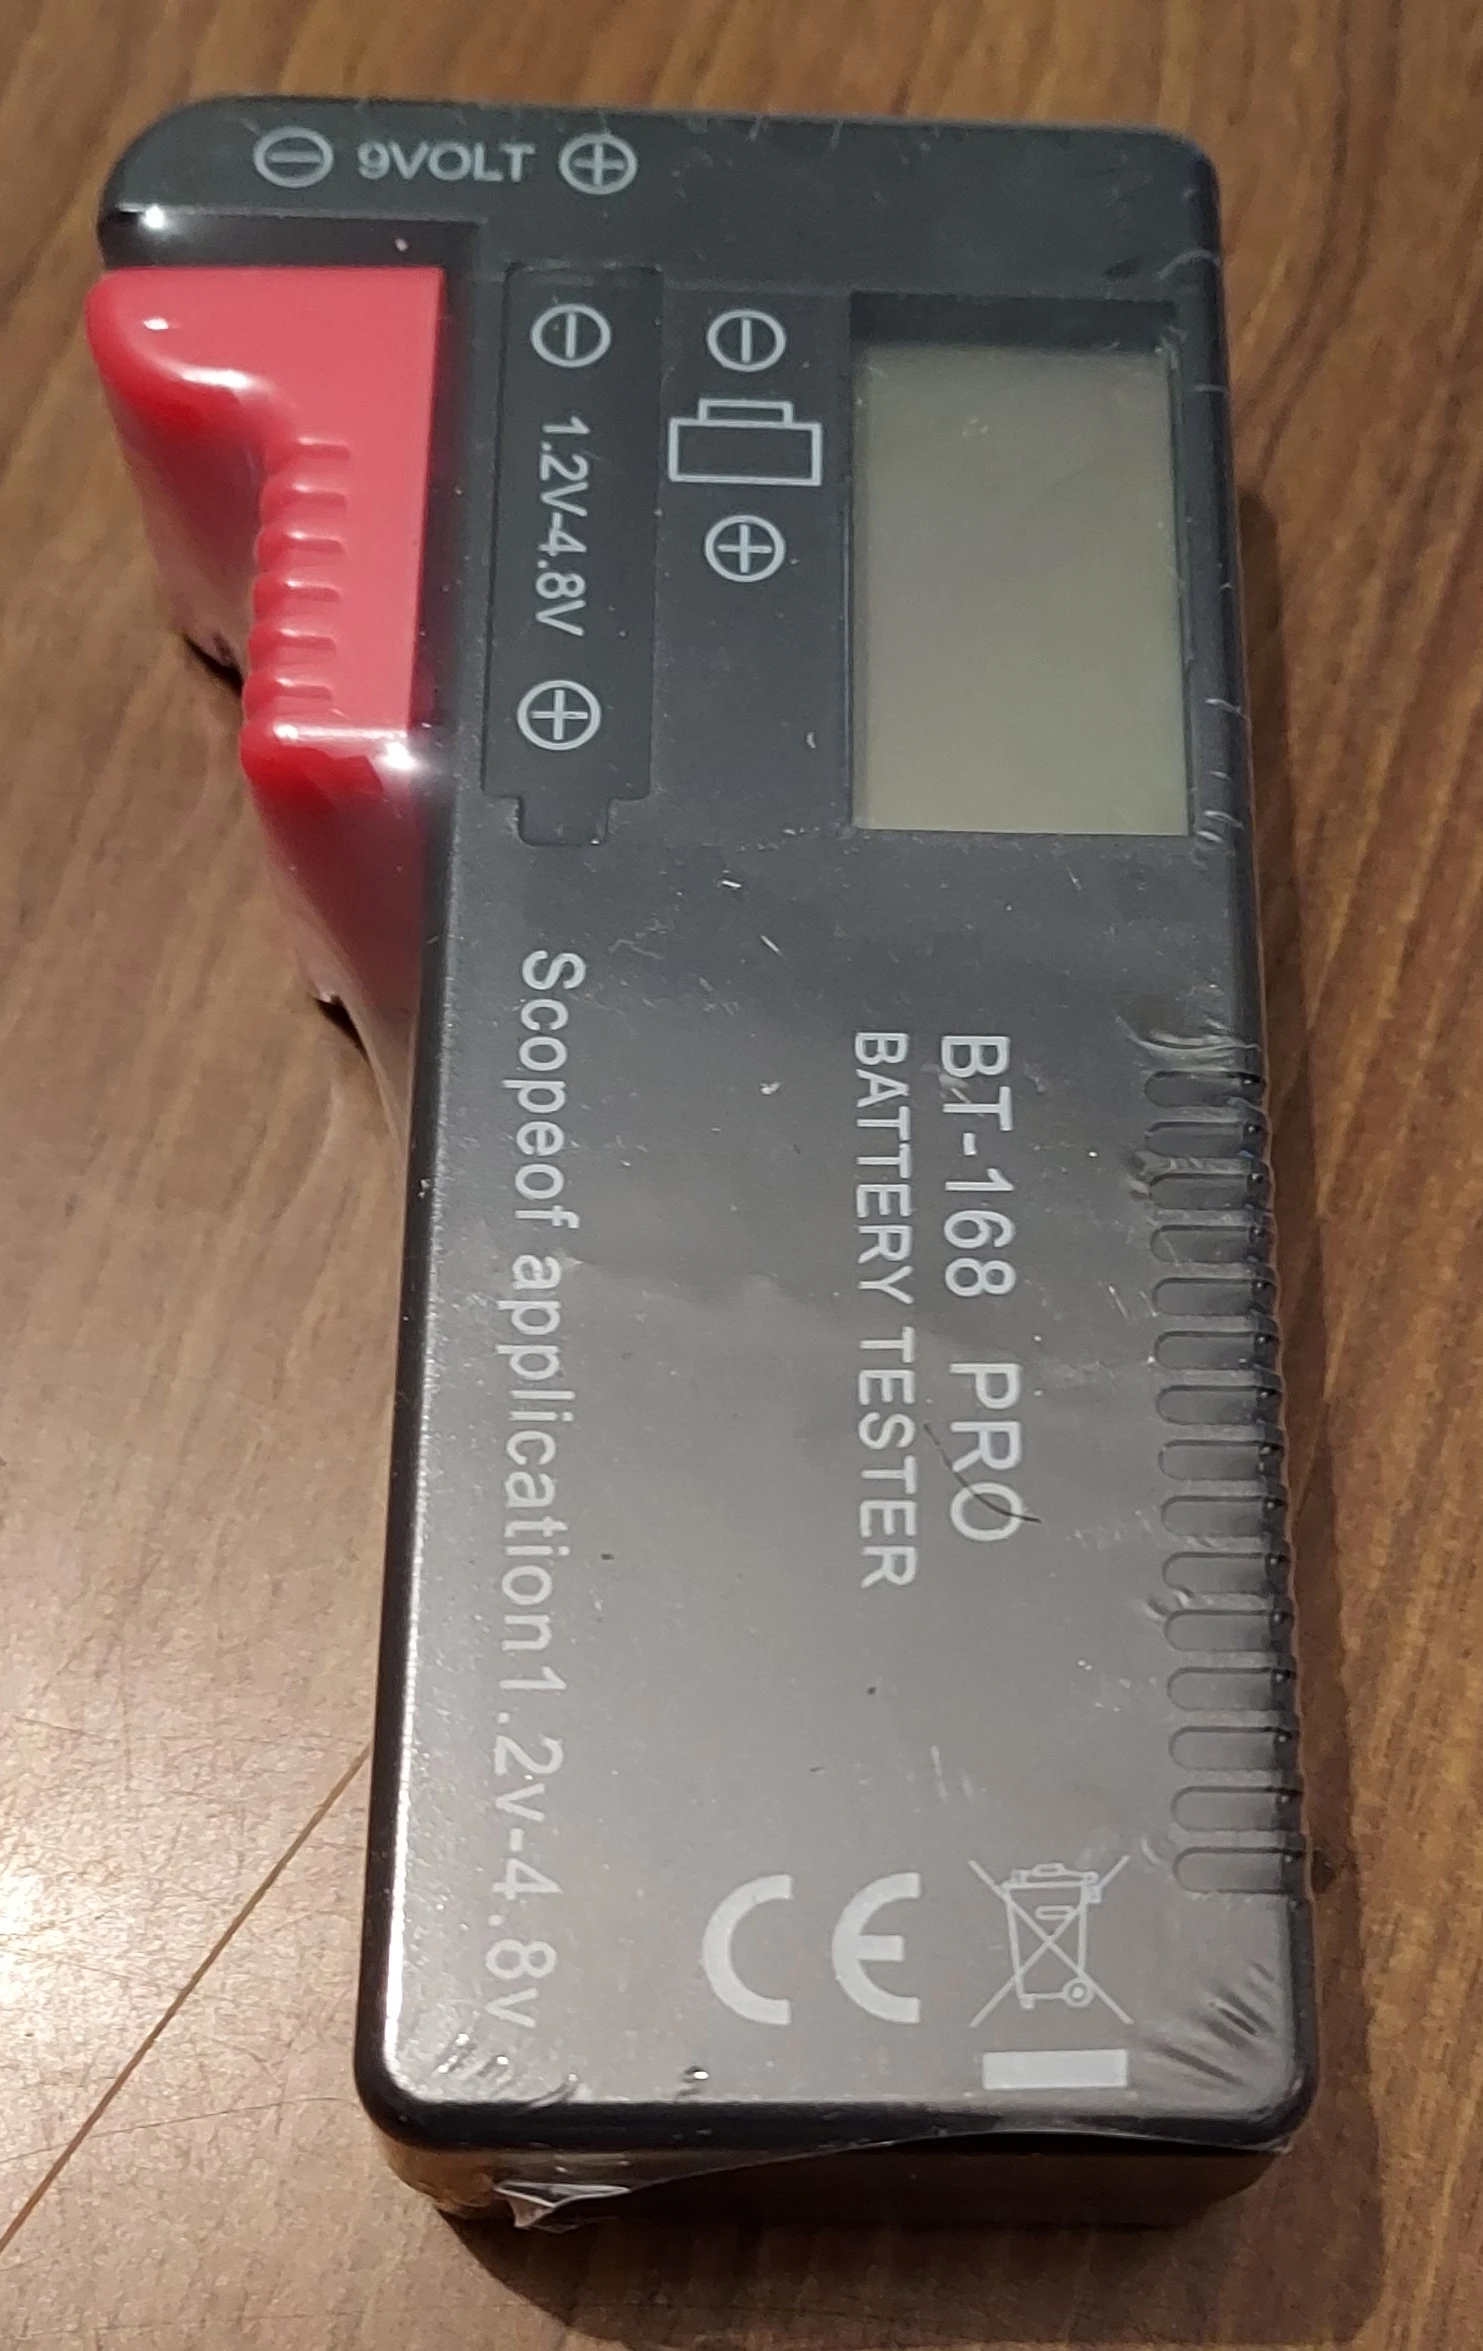 9VOLT
1.2V-4.8V
BT-168 PRO
BATTERY TESTER
Scopeof application1.2v-4.8v
CE